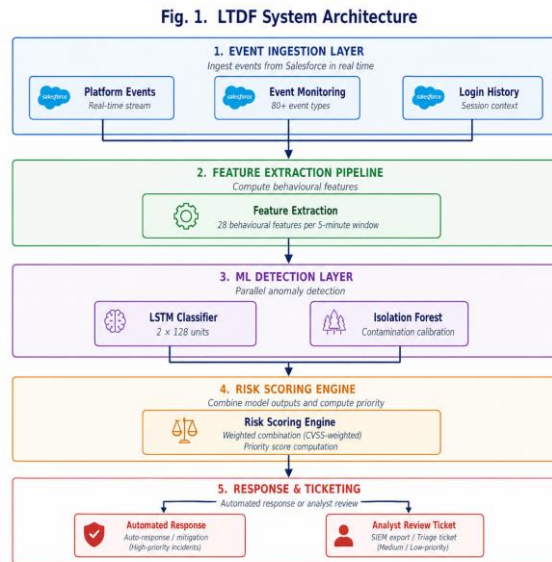 Fig. 1. LTDF System Architecture
1. EVENT INGESTION LAYER
Ingest events from Salesforce in real time
salesforce
Platform Events
Real-time stream
salesforce
Event Monitoring
80+ event types
salesforce
Login History
Session context
2. FEATURE EXTRACTION PIPELINE
Compute behavioural features
Feature Extraction
28 behavioural features per 5-minute window
3. ML DETECTION LAYER
Parallel anomaly detection
LSTM Classifier
2 × 128 units
Isolation Forest
Contamination calibration
4. RISK SCORING ENGINE
Combine model outputs and compute priority
Risk Scoring Engine
Weighted combination (CVSS-weighted)
Priority score computation
5. RESPONSE & TICKETING
Automated response or analyst review
Automated Response
Auto-response / mitigation
(High-priority incidents)
Analyst Review Ticket
SIEM export / Triage ticket
(Medium / Low-priority)